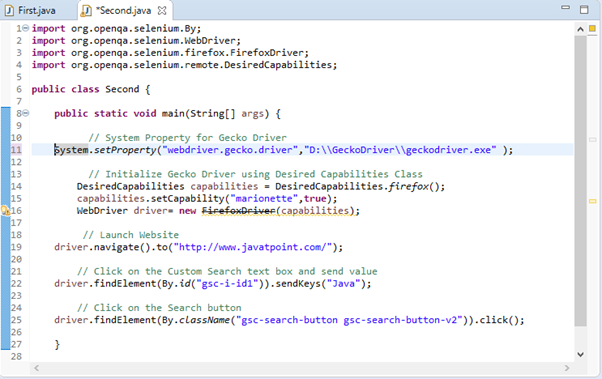 First.java *Second.java
1 import org.openqa.selenium.By;
2 import org.openqa.selenium.WebDriver;
3 import org.openqa.selenium.firefox.FirefoxDriver;
4 import org.openqa.selenium.remote.DesiredCapabilities;
5
6 public class Second {
7
8 public static void main(String[] args) {
9
10 // System Property for Gecko Driver
11 System.setProperty("webdriver.gecko.driver","D:\\GeckoDriver\\geckodriver.exe" );
12
13 // Initialize Gecko Driver using Desired Capabilities Class
14 DesiredCapabilities capabilities = DesiredCapabilities.firefox();
15 capabilities.setCapability("marionette",true);
16 WebDriver driver= new FirefoxDriver(capabilities);
17
18 // Launch Website
19 driver.navigate().to("http://www.javatpoint.com/");
20
21 // Click on the Custom Search text box and send value
22 driver.findElement(By.id("gsc-i-id1")).sendKeys("Java");
23
24 // Click on the Search button
25 driver.findElement(By.className("gsc-search-button gsc-search-button-v2")).click();
26
27 }
28